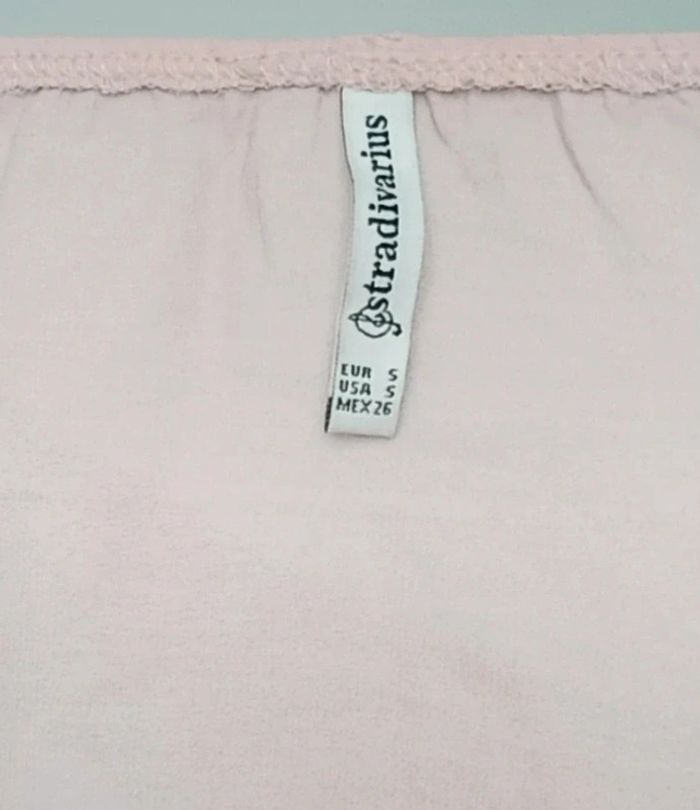 stradivarius
EUR S
USA S
MEX 26